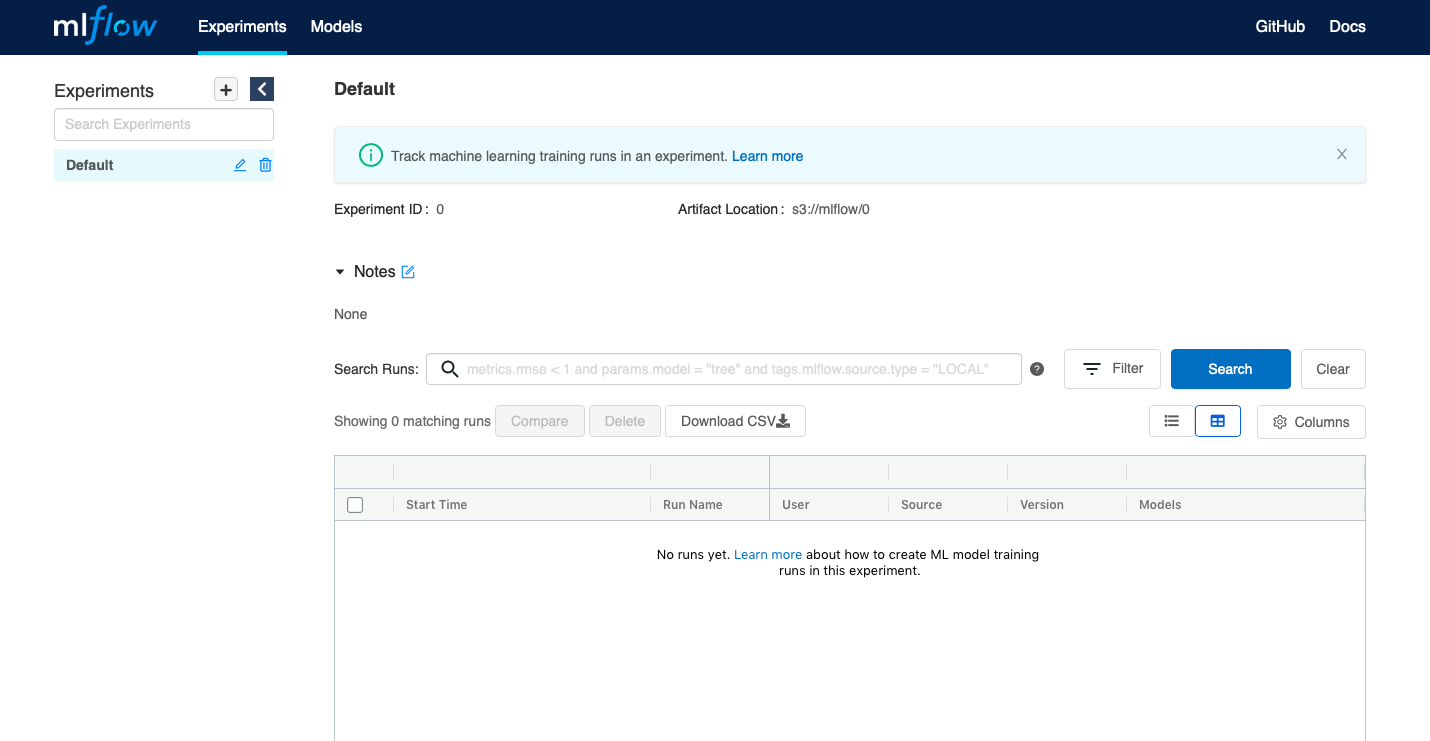 mlflow Experiments Models GitHub Docs
Experiments
Search Experiments
Default
Default
Track machine learning training runs in an experiment. Learn more
Experiment ID: 0 Artifact Location: s3://mlflow/0
Notes
None
Search Runs: metrics.rmse < 1 and params.model = "tree" and tags.mlflow.source.type = "LOCAL" Filter Search Clear
Showing 0 matching runs Compare Delete Download CSV Columns
Start Time Run Name User Source Version Models
No runs yet. Learn more about how to create ML model training
runs in this experiment.